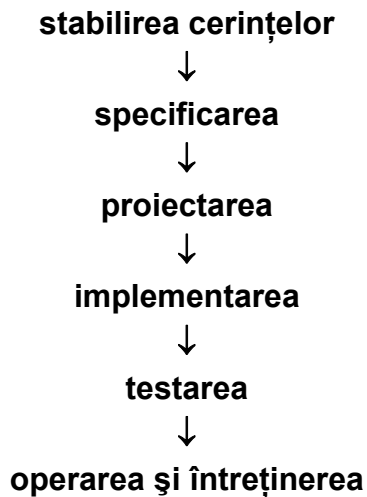 stabilirea cerințelor
↓
specificarea
↓
proiectarea
↓
implementarea
↓
testarea
↓
operarea şi întreținerea